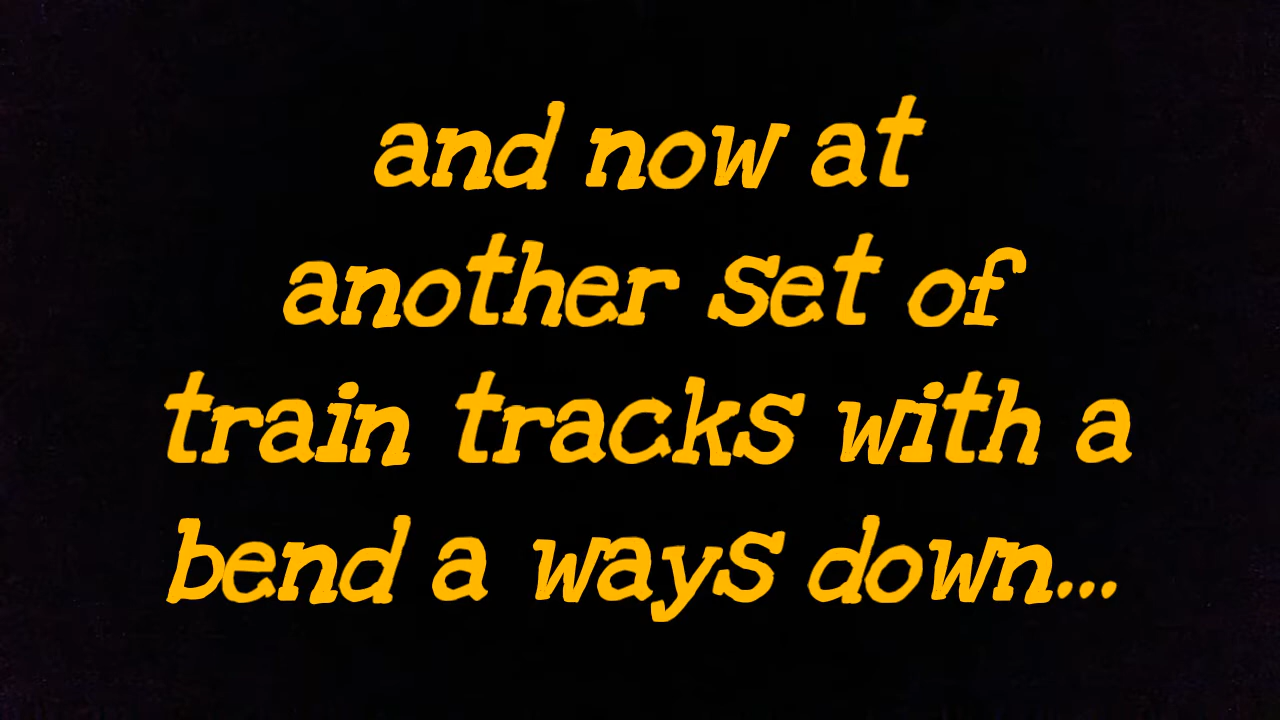 and now at
another set of
train tracks with a
bend a ways down...